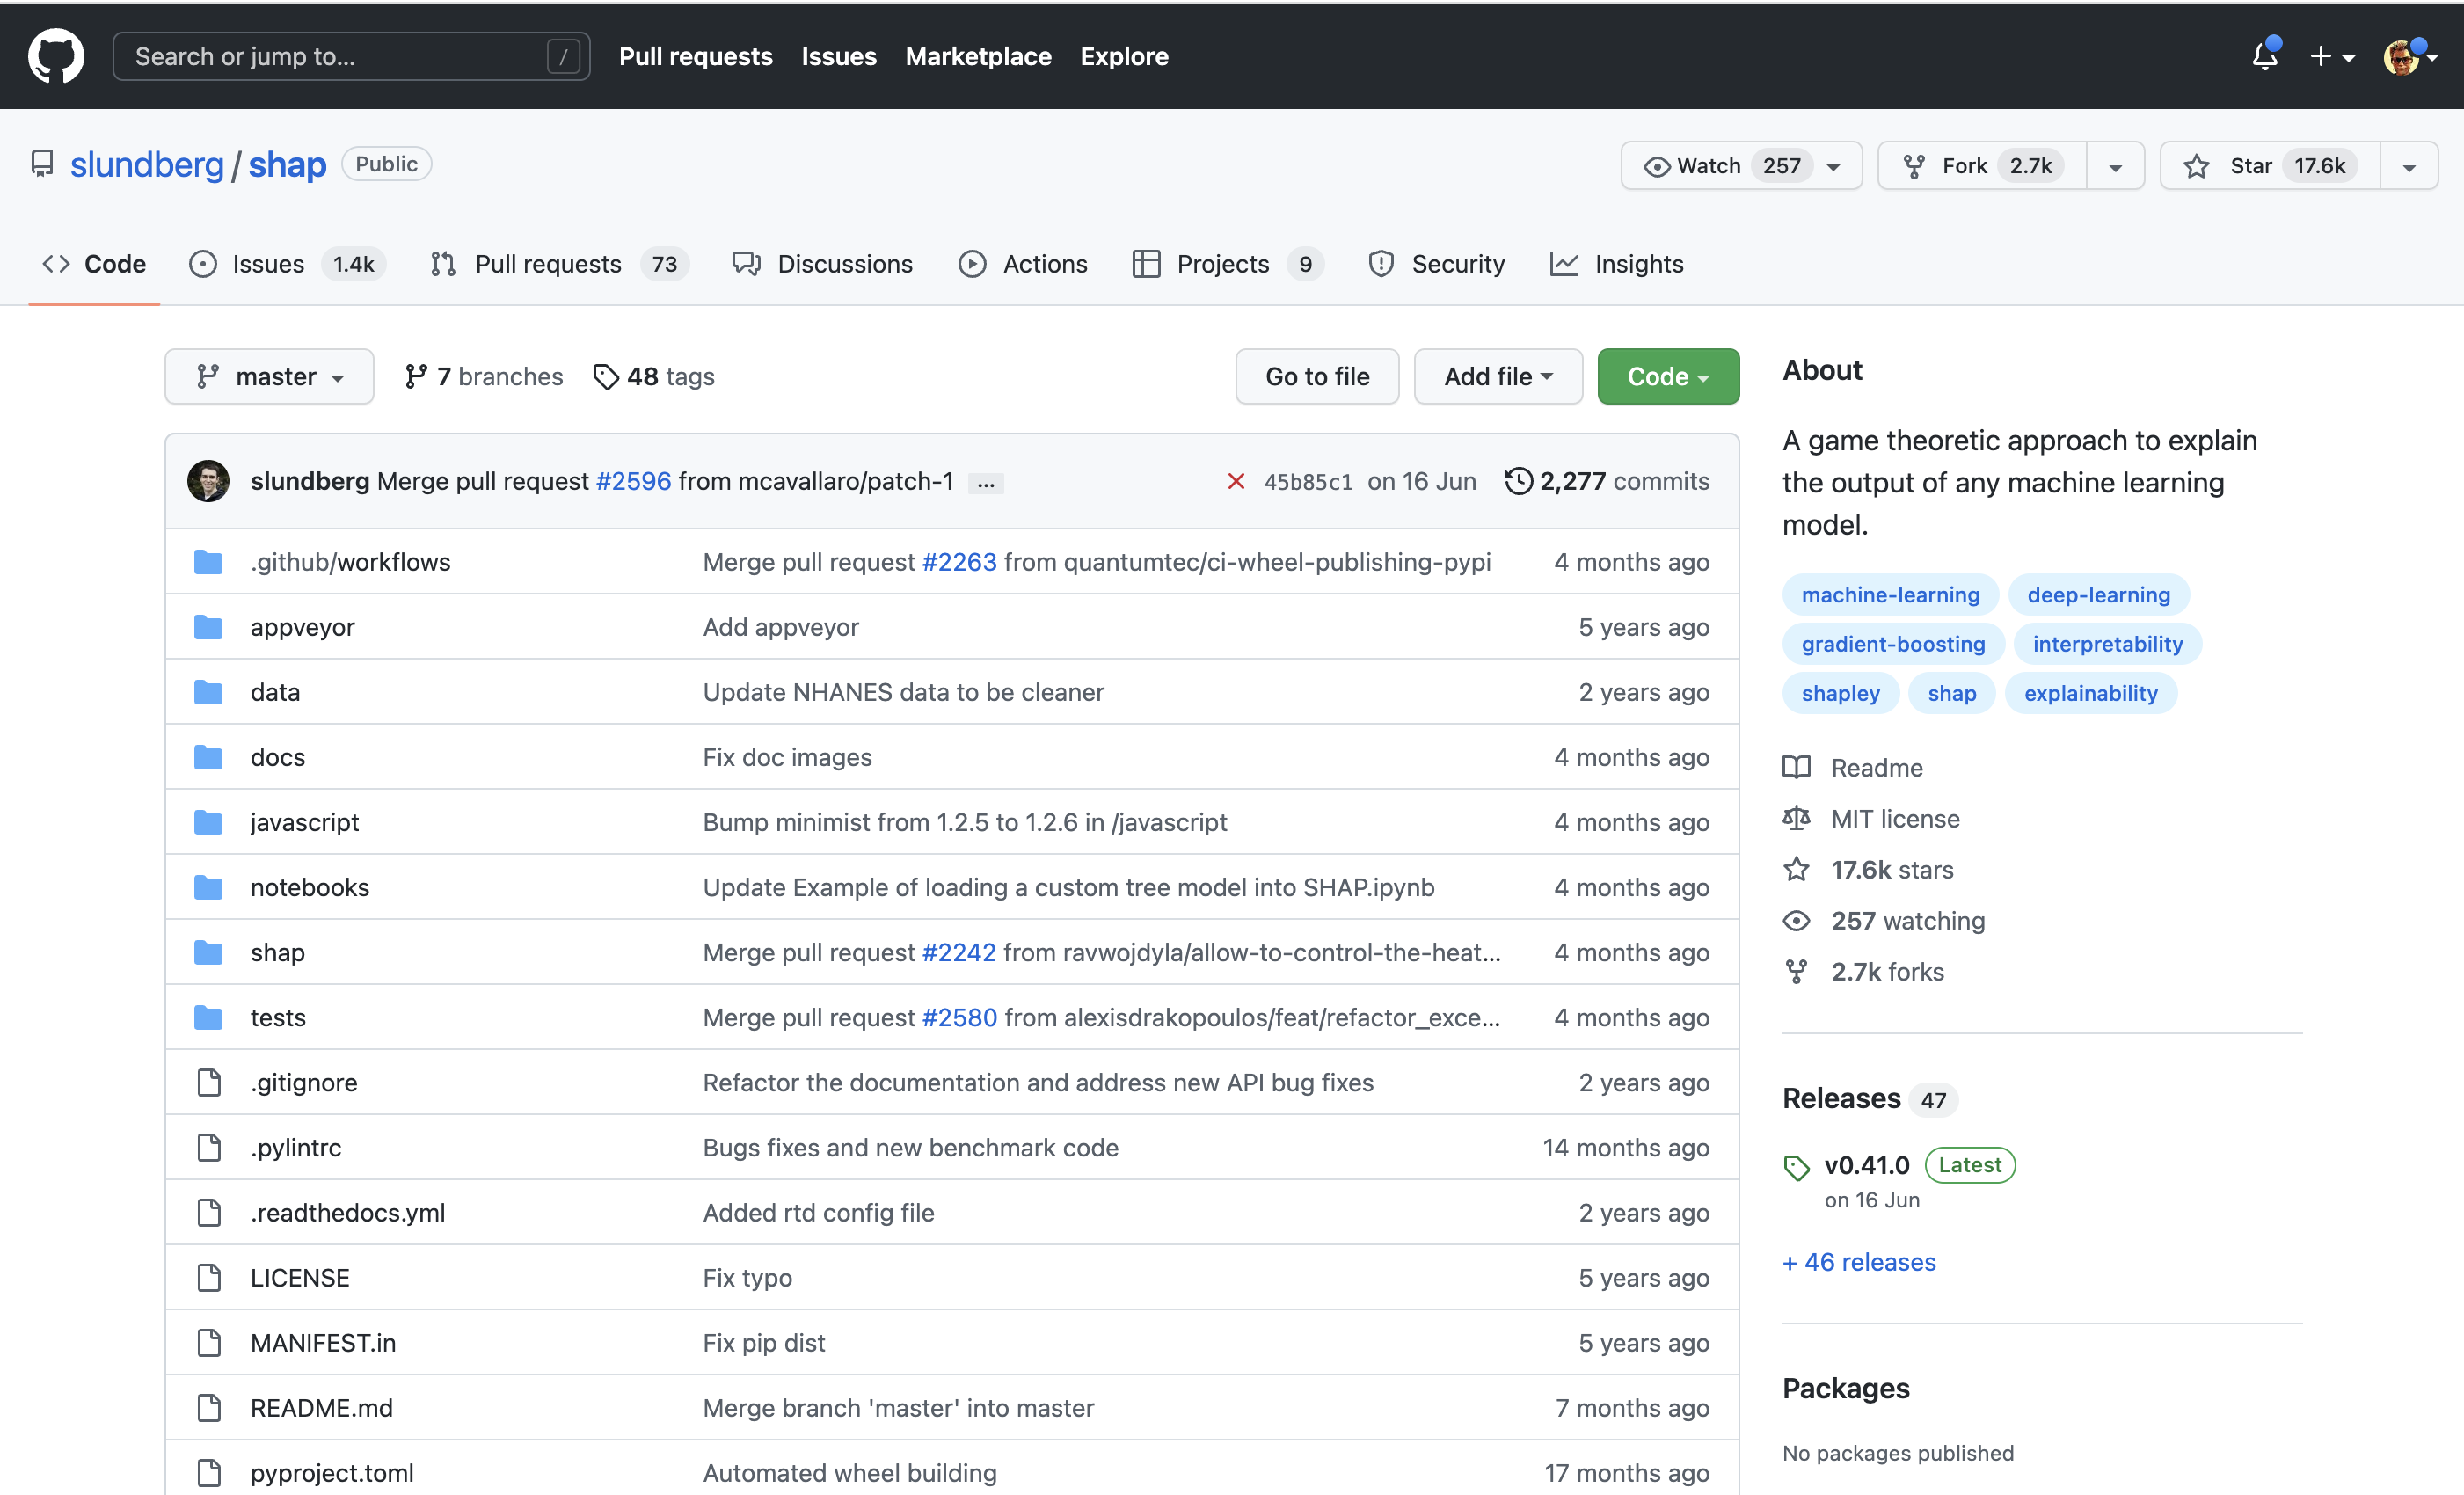 Search or jump to... / Pull requests Issues Marketplace Explore
slundberg / shap Public Watch 257 Fork 2.7k Star 17.6k
Code Issues 1.4k Pull requests 73 Discussions Actions Projects 9 Security Insights
master 7 branches 48 tags Go to file Add file Code
slundberg Merge pull request #2596 from mcavallaro/patch-1 ... 45b85c1 on 16 Jun 2,277 commits
.github/workflows Merge pull request #2263 from quantumtec/ci-wheel-publishing-pypi 4 months ago
appveyor Add appveyor 5 years ago
data Update NHANES data to be cleaner 2 years ago
docs Fix doc images 4 months ago
javascript Bump minimist from 1.2.5 to 1.2.6 in /javascript 4 months ago
notebooks Update Example of loading a custom tree model into SHAP.ipynb 4 months ago
shap Merge pull request #2242 from ravwojdyla/allow-to-control-the-heat... 4 months ago
tests Merge pull request #2580 from alexisdrakopoulos/feat/refactor_exce... 4 months ago
.gitignore Refactor the documentation and address new API bug fixes 2 years ago
.pylintrc Bugs fixes and new benchmark code 14 months ago
.readthedocs.yml Added rtd config file 2 years ago
LICENSE Fix typo 5 years ago
MANIFEST.in Fix pip dist 5 years ago
README.md Merge branch 'master' into master 7 months ago
pyproject.toml Automated wheel building 17 months ago
About
A game theoretic approach to explain
the output of any machine learning
model.
machine-learning deep-learning
gradient-boosting interpretability
shapley shap explainability
Readme
MIT license
17.6k stars
257 watching
2.7k forks
Releases 47
v0.41.0 Latest
on 16 Jun
+ 46 releases
Packages
No packages published